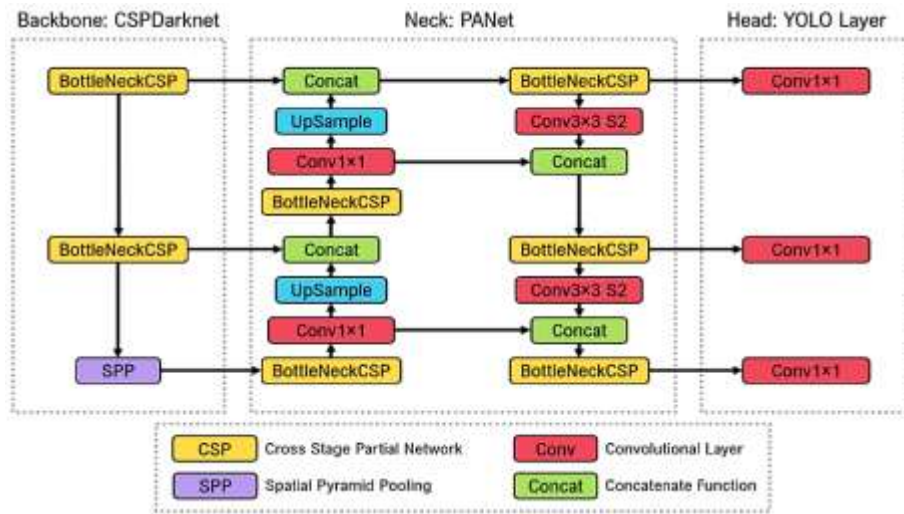 Backbone: CSPDarknet
Neck: PANet
Head: YOLO Layer
BottleNeckCSP
Concat
BottleNeckCSP
Conv1×1
UpSample
Conv3×3 S2
Conv1×1
Concat
BottleNeckCSP
BottleNeckCSP
Concat
BottleNeckCSP
Conv1×1
UpSample
Conv3×3 S2
Conv1×1
Concat
SPP
BottleNeckCSP
BottleNeckCSP
Conv1×1
CSP Cross Stage Partial Network
Conv Convolutional Layer
SPP Spatial Pyramid Pooling
Concat Concatenate Function